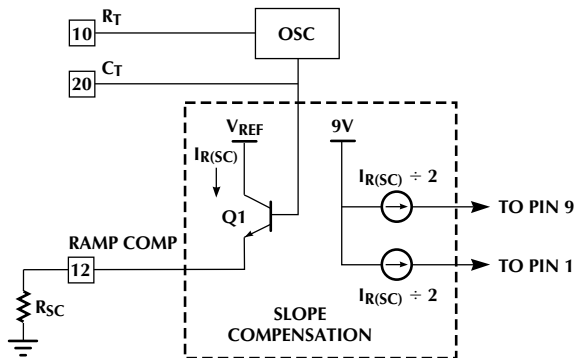 RT
10
OSC
CT
20
VREF
9V
IR(SC)
IR(SC) ÷ 2
Q1
TO PIN 9
RAMP COMP
12
TO PIN 1
IR(SC) ÷ 2
RSC
SLOPE
COMPENSATION